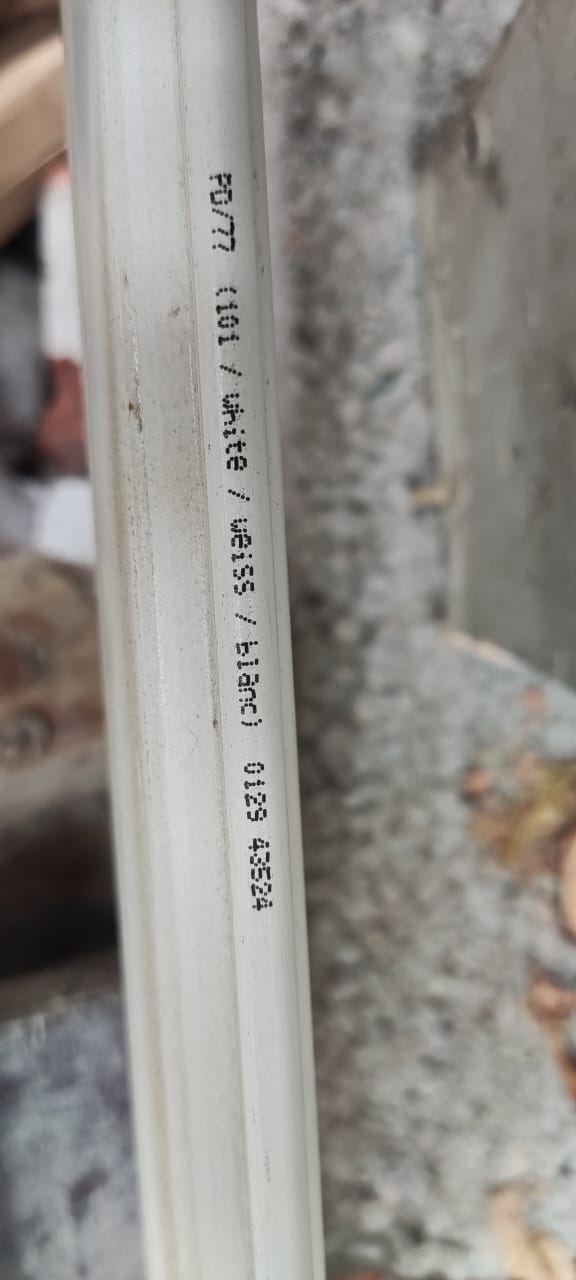 PD/77 (101 / white / weiss / blanc) 0129 43524